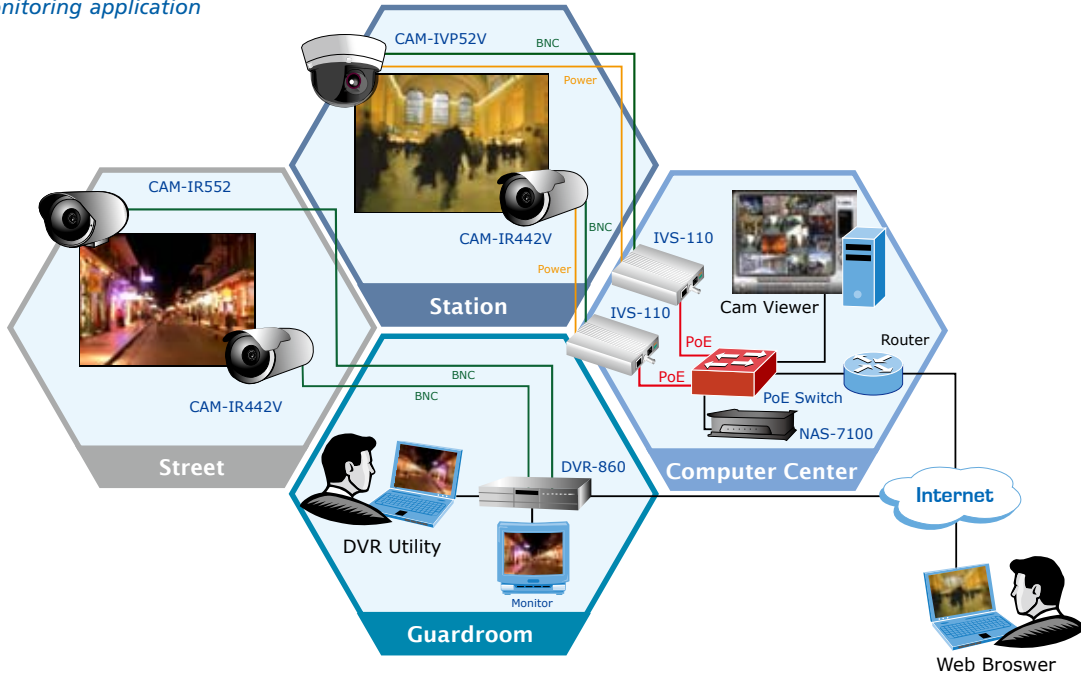 onitoring application
CAM-IVP52V
BNC
Power
CAM-IR552
CAM-IR442V
BNC
IVS-110
Power
Station
IVS-110
Cam Viewer
PoE
Router
PoE
BNC
BNC
PoE Switch
CAM-IR442V
NAS-7100
Street
DVR-860
Computer Center
Internet
DVR Utility
Monitor
Guardroom
Web Broswer